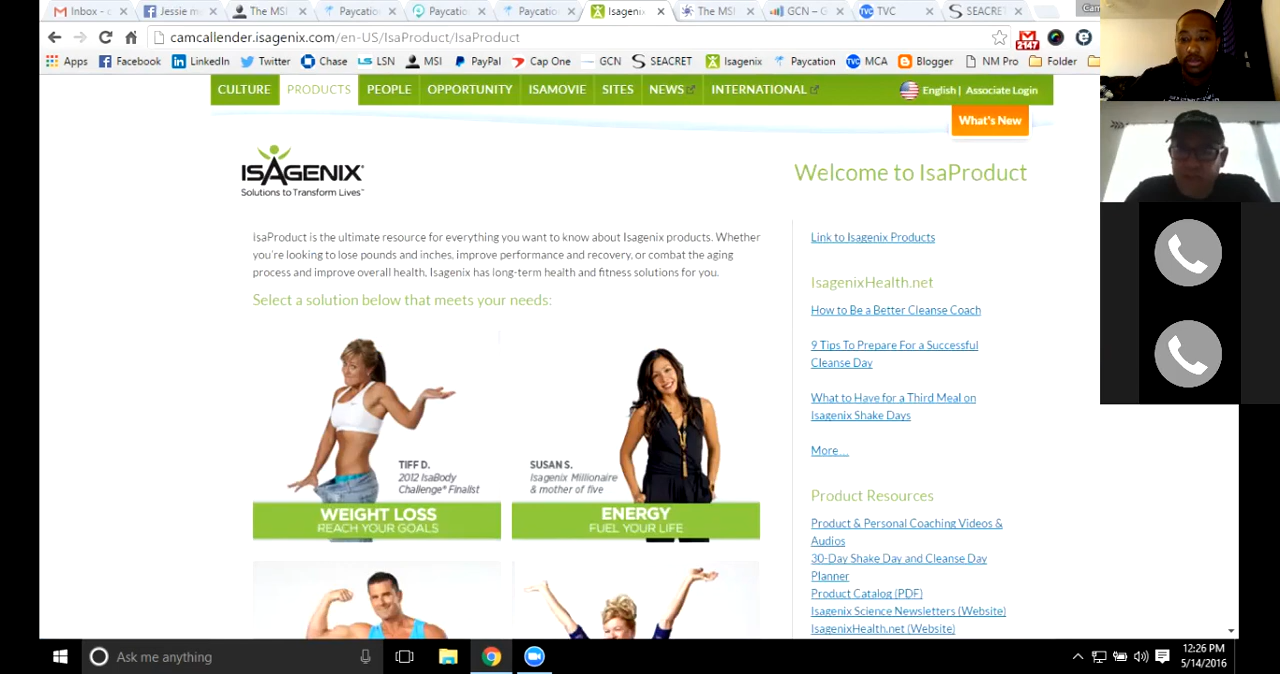 Inbox - c
Jessie me
The MSI
Paycation
Paycatio
Paycatio
Isagenix
The MSI
GCN – G
TVC
SEACRET
Cam
camcallender.isagenix.com/en-US/IsaProduct/IsaProduct
2147
Apps Facebook LinkedIn Twitter Chase LSN MSI PayPal Cap One GCN SEACRET Isagenix Paycation MCA Blogger NM Pro Folder
CULTURE PRODUCTS PEOPLE OPPORTUNITY ISAMOVIE SITES NEWS INTERNATIONAL English | Associate Login
What's New
ISAGENIX
Solutions to Transform Lives™
Welcome to IsaProduct
IsaProduct is the ultimate resource for everything you want to know about Isagenix products. Whether
you're looking to lose pounds and inches, improve performance and recovery, or combat the aging
process and improve overall health, Isagenix has long-term health and fitness solutions for you.
Select a solution below that meets your needs:
TIFF D.
2012 IsaBody
Challenge® Finalist
WEIGHT LOSS
REACH YOUR GOALS
SUSAN S.
Isagenix Millionaire
& mother of five
ENERGY
FUEL YOUR LIFE
Link to Isagenix Products
IsagenixHealth.net
How to Be a Better Cleanse Coach
9 Tips To Prepare For a Successful
Cleanse Day
What to Have for a Third Meal on
Isagenix Shake Days
More....
Product Resources
Product & Personal Coaching Videos &
Audios
30-Day Shake Day and Cleanse Day
Planner
Product Catalog (PDF)
Isagenix Science Newsletters (Website)
IsagenixHealth.net (Website)
Ask me anything
12:26 PM
5/14/2016